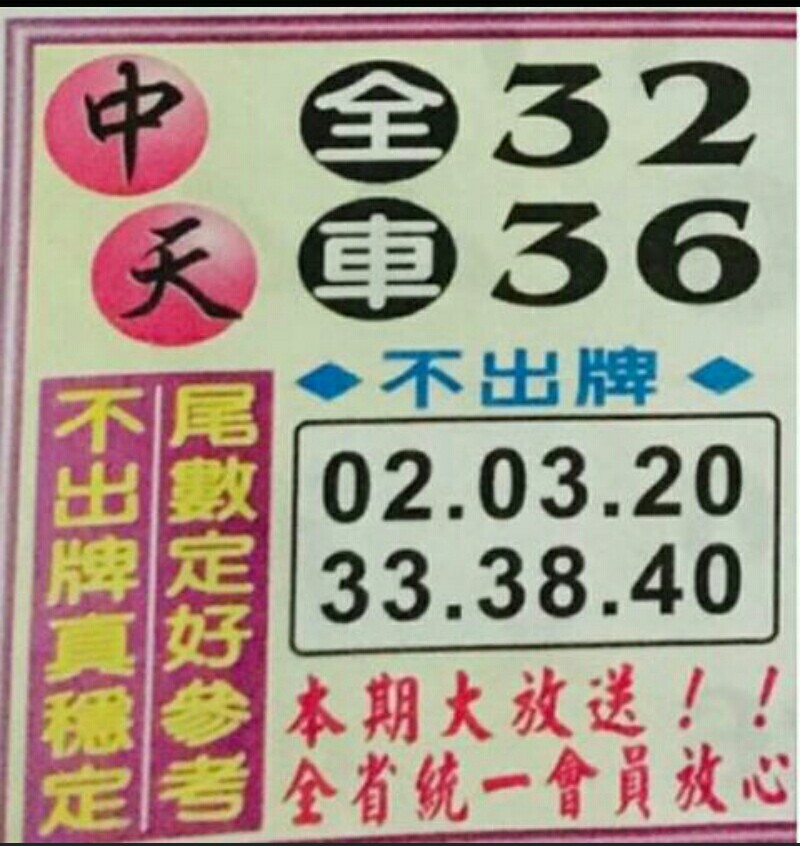 中天
全車
32
36
不出牌
02.03.20
33.38.40
尾數定好參考
不出牌真穩定
本期大放送！！
全省統一會員放心